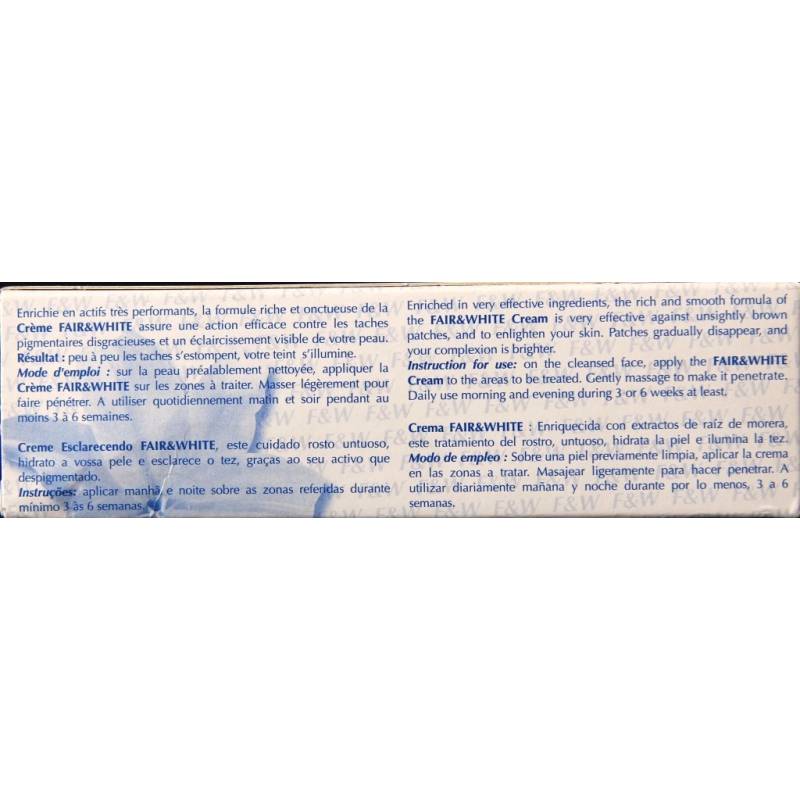 Enrichie en actifs très performants, la formule riche et onctueuse de la
Crème FAIR&WHITE assure une action efficace contre les taches
pigmentaires disgracieuses et un éclaircissement visible de votre peau.
Résultat : peu à peu les taches s'estompent, votre teint s'illumine.
Mode d'emploi : sur la peau préalablement nettoyée, appliquer la
Crème FAIR&WHITE sur les zones à traiter. Masser légèrement pour
faire pénétrer. A utiliser quotidiennement matin et soir pendant au
moins 3 à 6 semaines.
Creme Esclarecendo FAIR&WHITE, este cuidado rosto untuoso,
hidrato a vossa pele e esclarece o tez, graças ao seu activo que
despigmentado.
Instruções: aplicar manhã e noite sobre as zonas referidas durante
mínimo 3 às 6 semanas.
Enriched in very effective ingredients, the rich and smooth formula of
the FAIR&WHITE Cream is very effective against unsightly brown
patches, and to enlighten your skin. Patches gradually disappear, and
your complexion is brighter.
Instruction for use: on the cleansed face, apply the FAIR&WHITE
Cream to the areas to be treated. Gently massage to make it penetrate.
Daily use morning and evening during 3 or 6 weeks at least.
Crema FAIR&WHITE : Enriquecida con extractos de raíz de morera,
este tratamiento del rostro, untuoso, hidrata la piel e ilumina la tez.
Modo de empleo : Sobre una piel previamente limpia, aplicar la crema
en las zonas a tratar. Masajear ligeramente para hacer penetrar. A
utilizar diariamente mañana y noche durante por lo menos, 3 a 6
semanas.